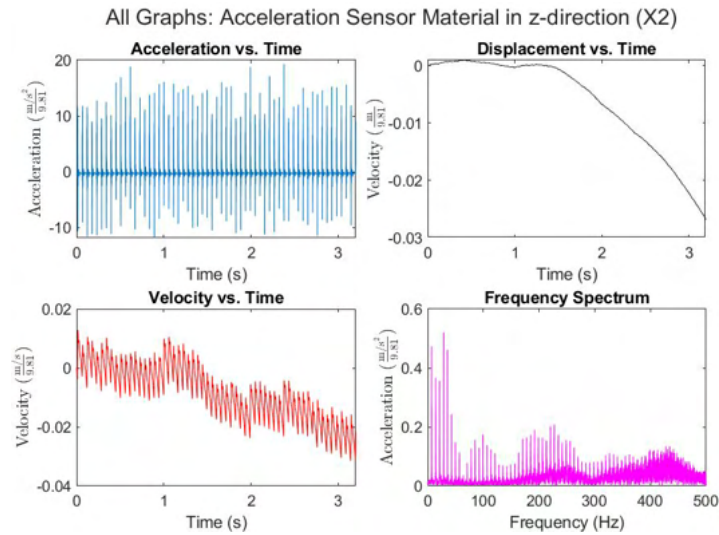 All Graphs: Acceleration Sensor Material in z-direction (X2)
Acceleration vs. Time
20
10
0
-10
Acceleration (m/s²/9.81)
0 1 2 3
Time (s)
Displacement vs. Time
0
-0.01
-0.02
-0.03
Velocity (m/9.81)
0 1 2 3
Time (s)
Velocity vs. Time
0.02
0
-0.02
-0.04
Velocity (m/s/9.81)
0 1 2 3
Time (s)
Frequency Spectrum
0.6
0.4
0.2
0
Acceleration (m/s²/9.81)
0 100 200 300 400 500
Frequency (Hz)